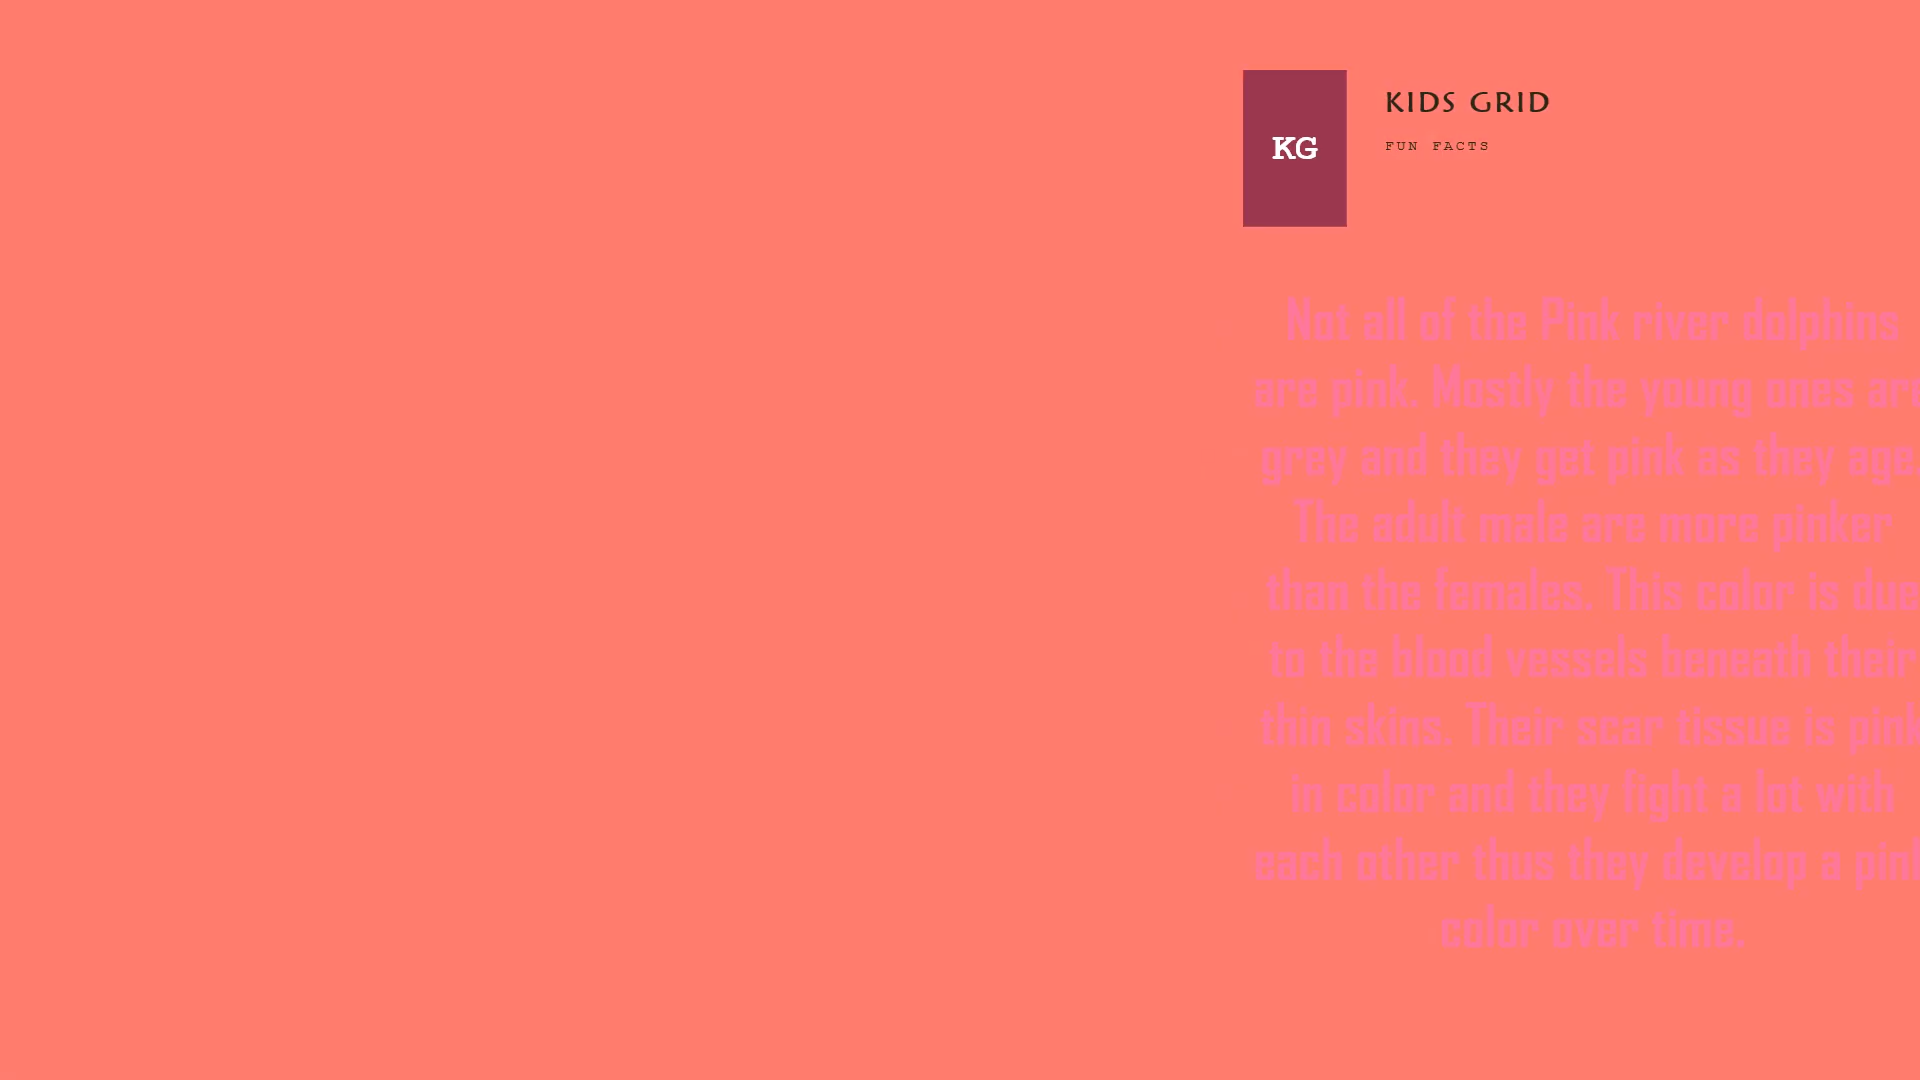 KG
KIDS GRID
FUN FACTS
Not all of the Pink river dolphins
are pink. Mostly the young ones arr
grey and they get pink as they age.
The adult male are more pinker
than the females. This color is due
to the blood vessels beneath their
thin skins. Their scar tissue is pink
in color and they fight a lot with
each other thus they develop a pink
color over time.